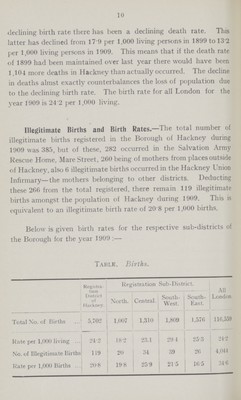 10
declining birth rate there has been a declining death rate. This
latter has declined from 17·9 per 1,000 living persons in 1899 to 13·2
per 1,000 living persons in 1909. This means that if the death rate
of 1899 had been maintained over last year there would have been
1,104 more deaths in Hackney than actually occurred. The decline
in deaths almost exactly counterbalances the loss of population due
to the declining birth rate. The birth rate for all London for the
year 1909 is 24·2 per 1,000 living.
Illegitimate Births and Birth Rates.—The total number of
illegitimate births registered in the Borough of Hackney during
1909 was 385, but of these, 282 occurred in the Salvation Army
Rescue Home, Mare Street, 260 being of mothers from places outside
of Hackney, also 6 illegitimate births occurred in the Hackney Union
Infirmary—the mothers belonging to other districts. Deducting
these 266 from the total registered, there remain 119 illegitimate
births amongst the population of Hackney during 1909. This is
equivalent to an illegitimate birth rate of 20·8 per 1,000 births.
Below is given birth rates for the respective sub-districts of
the Borough for the year 1909 :—
Table. Births.
Registration District of Hackney Registration Sub-District. All London
North. Central. South-West. South-East.
Total No. of Births ... 5,702 1,007 1,310 1,809 1,576
Rate per 1,000 living ... 24·2 18·2 23.1 29·4 25·3 24·2
No. of Illegitimate Births 119 20 34 39 26
Rate per 1,000 Births ... 20·8 19·8 25·9 21·5 16·5